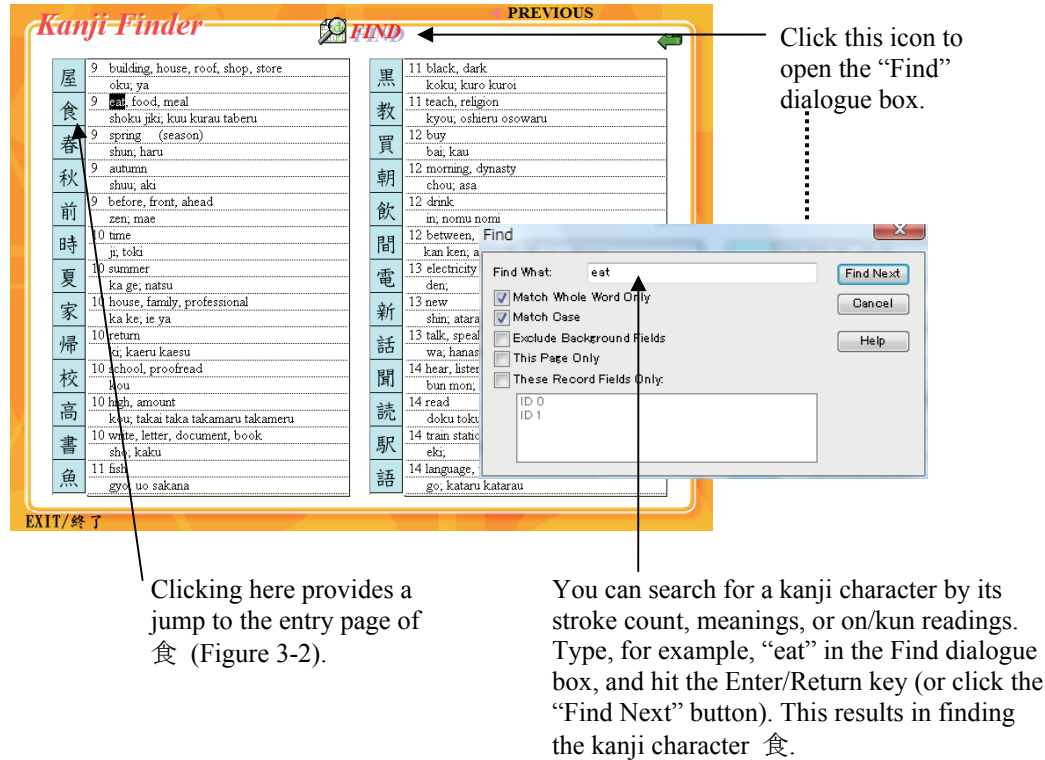 PREVIOUS
Kanji Finder
FIND
Click this icon to
open the “Find”
dialogue box.
屋 9 building, house, roof, shop, store
oku; ya
食 9 eat, food, meal
shoku jiki; kuu kurau taberu
春 9 spring (season)
shun; haru
秋 9 autumn
shuu; aki
前 9 before, front, ahead
zen; mae
時 10 time
ji; toki
夏 10 summer
ka ge; natsu
家 10 house, family, professional
ka ke; ie ya
帰 10 return
ki; kaeru kaesu
校 10 school, proofread
kou
高 10 high, amount
kou; takai taka takamaru takameru
書 10 write, letter, document, book
sho; kaku
魚 11 fish
gyo; uo sakana
黒 11 black, dark
koku; kuro kuroi
教 11 teach, religion
kyou; oshieru osowaru
買 12 buy
bai; kau
朝 12 morning, dynasty
chou; asa
飲 12 drink
in; nomu nomi
間 12 between,
kan ken; a
電 13 electricity
den;
新 13 new
shin; atara
話 13 talk, speal
wa; hanas
聞 14 hear, lister
bun mon;
読 14 read
doku toku
駅 14 train static
eki;
語 14 language,
go; kataru katarau
Find
Find What: eat
Find Next
Match Whole Word Only
Cancel
Match Case
Exclude Background Fields
Help
This Page Only
These Record Fields Only:
ID 0
ID 1
EXIT/終了
Clicking here provides a
jump to the entry page of
食 (Figure 3-2).
You can search for a kanji character by its
stroke count, meanings, or on/kun readings.
Type, for example, “eat” in the Find dialogue
box, and hit the Enter/Return key (or click the
“Find Next” button). This results in finding
the kanji character 食.